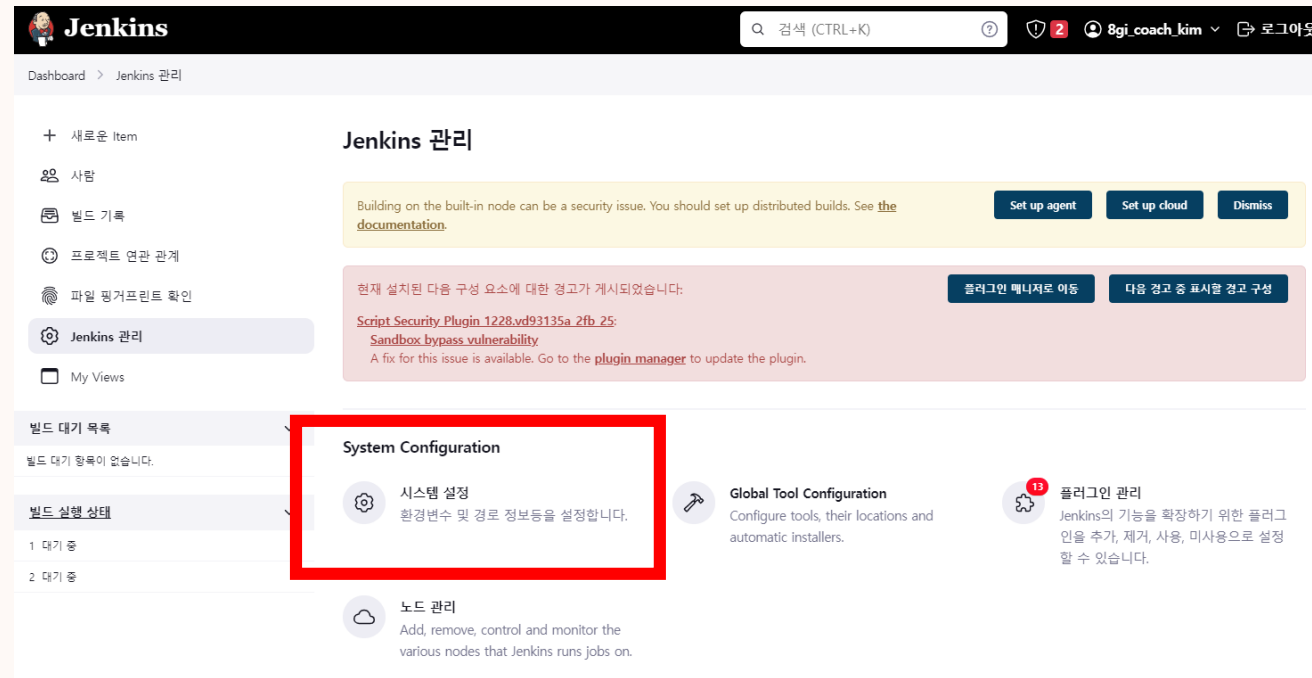 Jenkins
검색 (CTRL+K)
2
8gi_coach_kim
로그아웃
Dashboard > Jenkins 관리
새로운 Item
사람
빌드 기록
프로젝트 연관 관계
파일 핑거프린트 확인
Jenkins 관리
My Views
빌드 대기 목록
빌드 대기 항목이 없습니다.
빌드 실행 상태
1 대기 중
2 대기 중
Jenkins 관리
Building on the built-in node can be a security issue. You should set up distributed builds. See the
documentation.
Set up agent
Set up cloud
Dismiss
현재 설치된 다음 구성 요소에 대한 경고가 게시되었습니다:
플러그인 매니저로 이동
다음 경고 중 표시할 경고 구성
Script Security Plugin 1228.vd93135a_2fb_25:
Sandbox bypass vulnerability
A fix for this issue is available. Go to the plugin manager to update the plugin.
System Configuration
시스템 설정
환경변수 및 경로 정보등을 설정합니다.
Global Tool Configuration
Configure tools, their locations and
automatic installers.
13
플러그인 관리
Jenkins의 기능을 확장하기 위한 플러그
인을 추가, 제거, 사용, 미사용으로 설정
할 수 있습니다.
노드 관리
Add, remove, control and monitor the
various nodes that Jenkins runs jobs on.